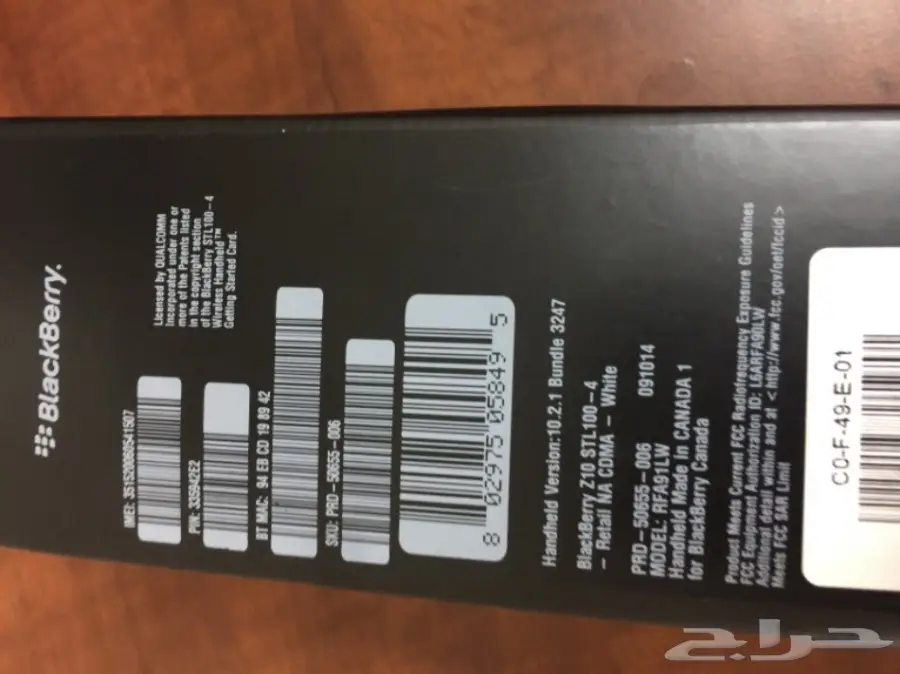 BlackBerry.
Licensed by QUALCOMM
Incorporated under one or
more of the Patents listed
in the copyright section
of the BlackBerry STL100-4
Wireless Handheld™
Getting Started Card.
PIN: 335942E2
BT MAC: 94 EB CD 19 89 42
SKU: PRD-50655-006
8 02975 05849 5
Handheld Version:10.2.1 Bundle 3247
BlackBerry Z10 STL100-4
- Retail NA CDMA - White
PRD-50655-006 091014
MODEL: RFA91LW
Handheld Made in CANADA 1
for BlackBerry Canada
Product Meets Current FCC Radiofrequency Exposure Guidelines
FCC Equipment Authorization ID: L6ARFA90LW
Additional detail within and at <http://www.fcc.gov/oet/fccid>
Meets FCC SAR Limit
C0-F-49-E-01
حراج